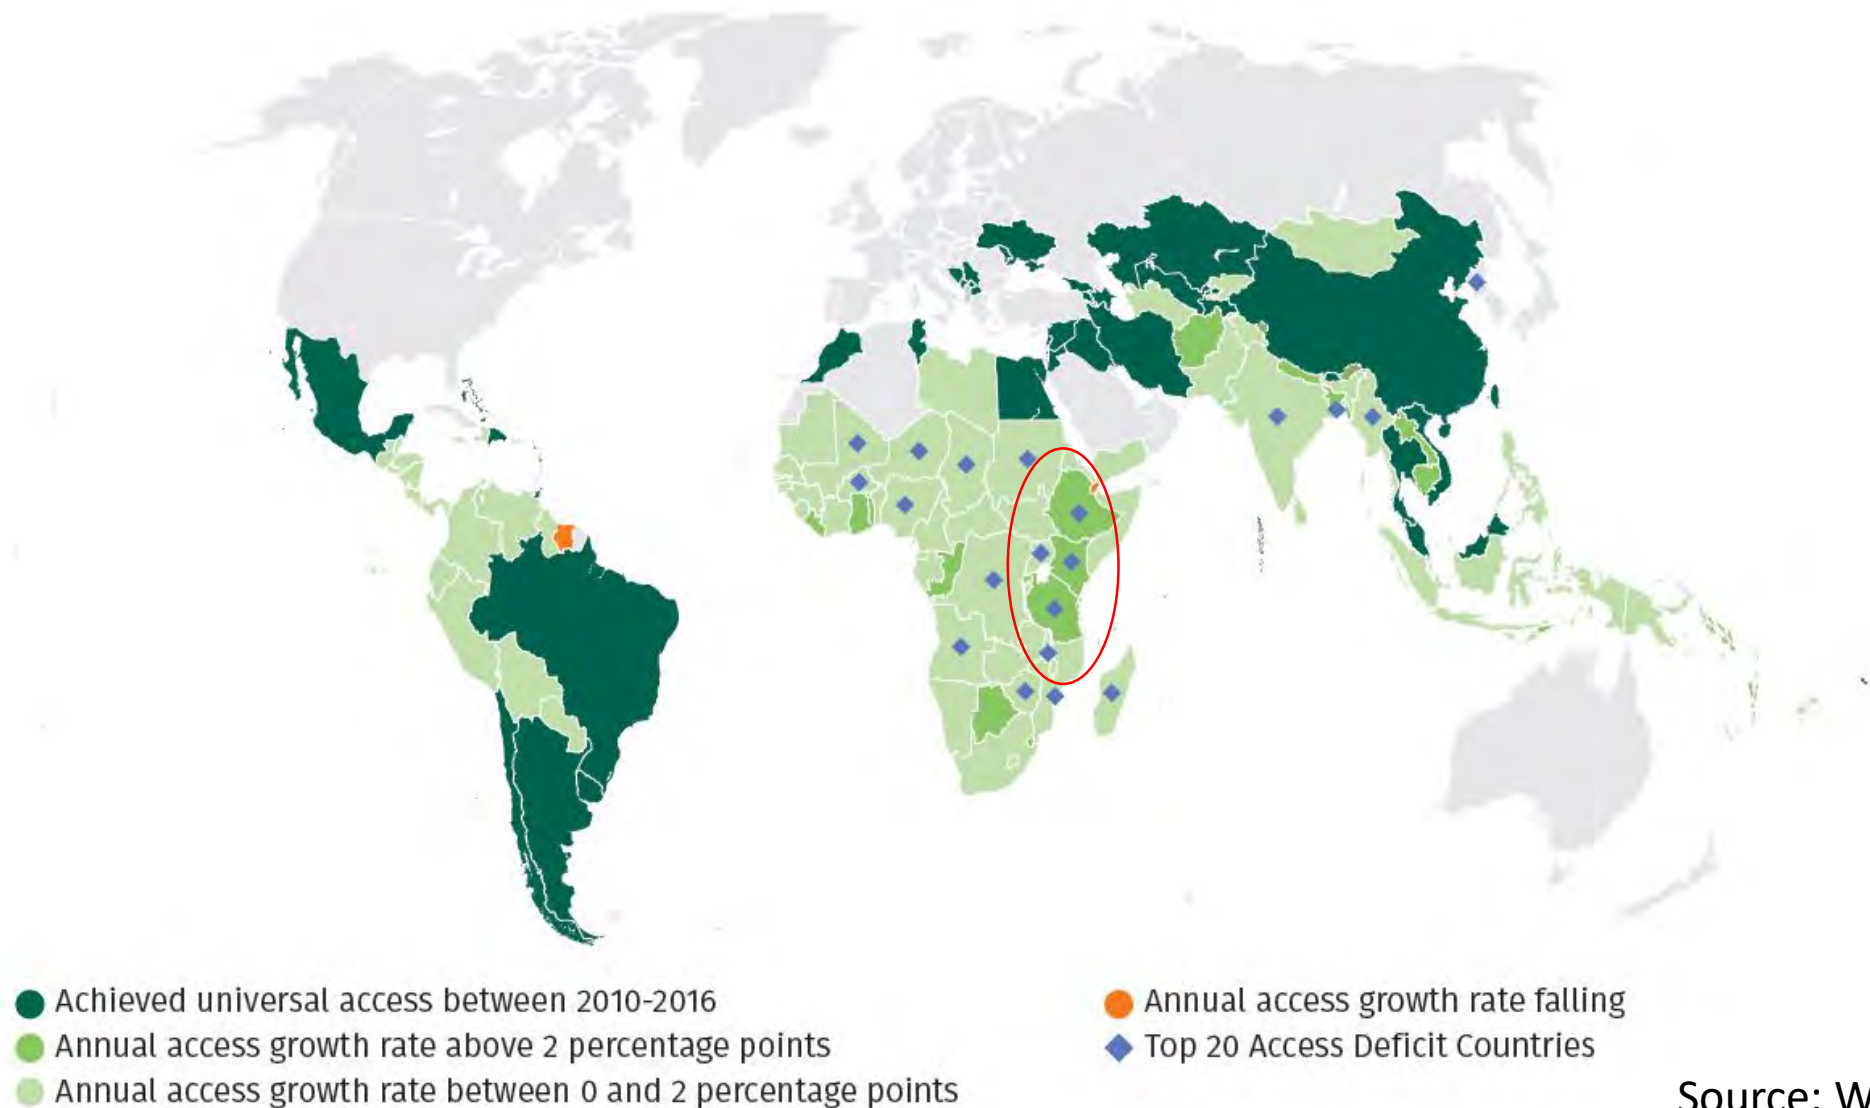 Achieved universal access between 2010-2016
Annual access growth rate above 2 percentage points
Annual access growth rate between 0 and 2 percentage points
Annual access growth rate falling
Top 20 Access Deficit Countries
Source: W